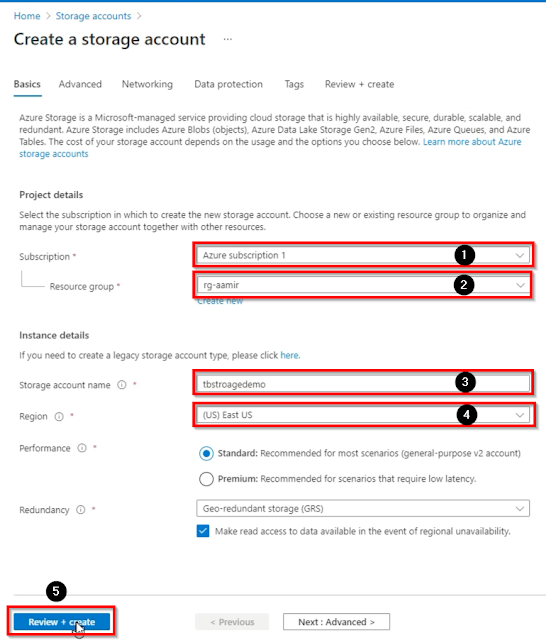 Home > Storage accounts >
Create a storage account ...
Basics Advanced Networking Data protection Tags Review + create
Azure Storage is a Microsoft-managed service providing cloud storage that is highly available, secure, durable, scalable, and
redundant. Azure Storage includes Azure Blobs (objects), Azure Data Lake Storage Gen2, Azure Files, Azure Queues, and Azure
Tables. The cost of your storage account depends on the usage and the options you choose below. Learn more about Azure
storage accounts
Project details
Select the subscription in which to create the new storage account. Choose a new or existing resource group to organize and
manage your storage account together with other resources.
Subscription * Azure subscription 1 1
Resource group * rg-aamir 2
Create new
Instance details
If you need to create a legacy storage account type, please click here.
Storage account name * tbstroagedemo 3
Region * (US) East US 4
Performance * Standard: Recommended for most scenarios (general-purpose v2 account)
Premium: Recommended for scenarios that require low latency.
Redundancy * Geo-redundant storage (GRS)
Make read access to data available in the event of regional unavailability.
5
Review + create < Previous Next : Advanced >